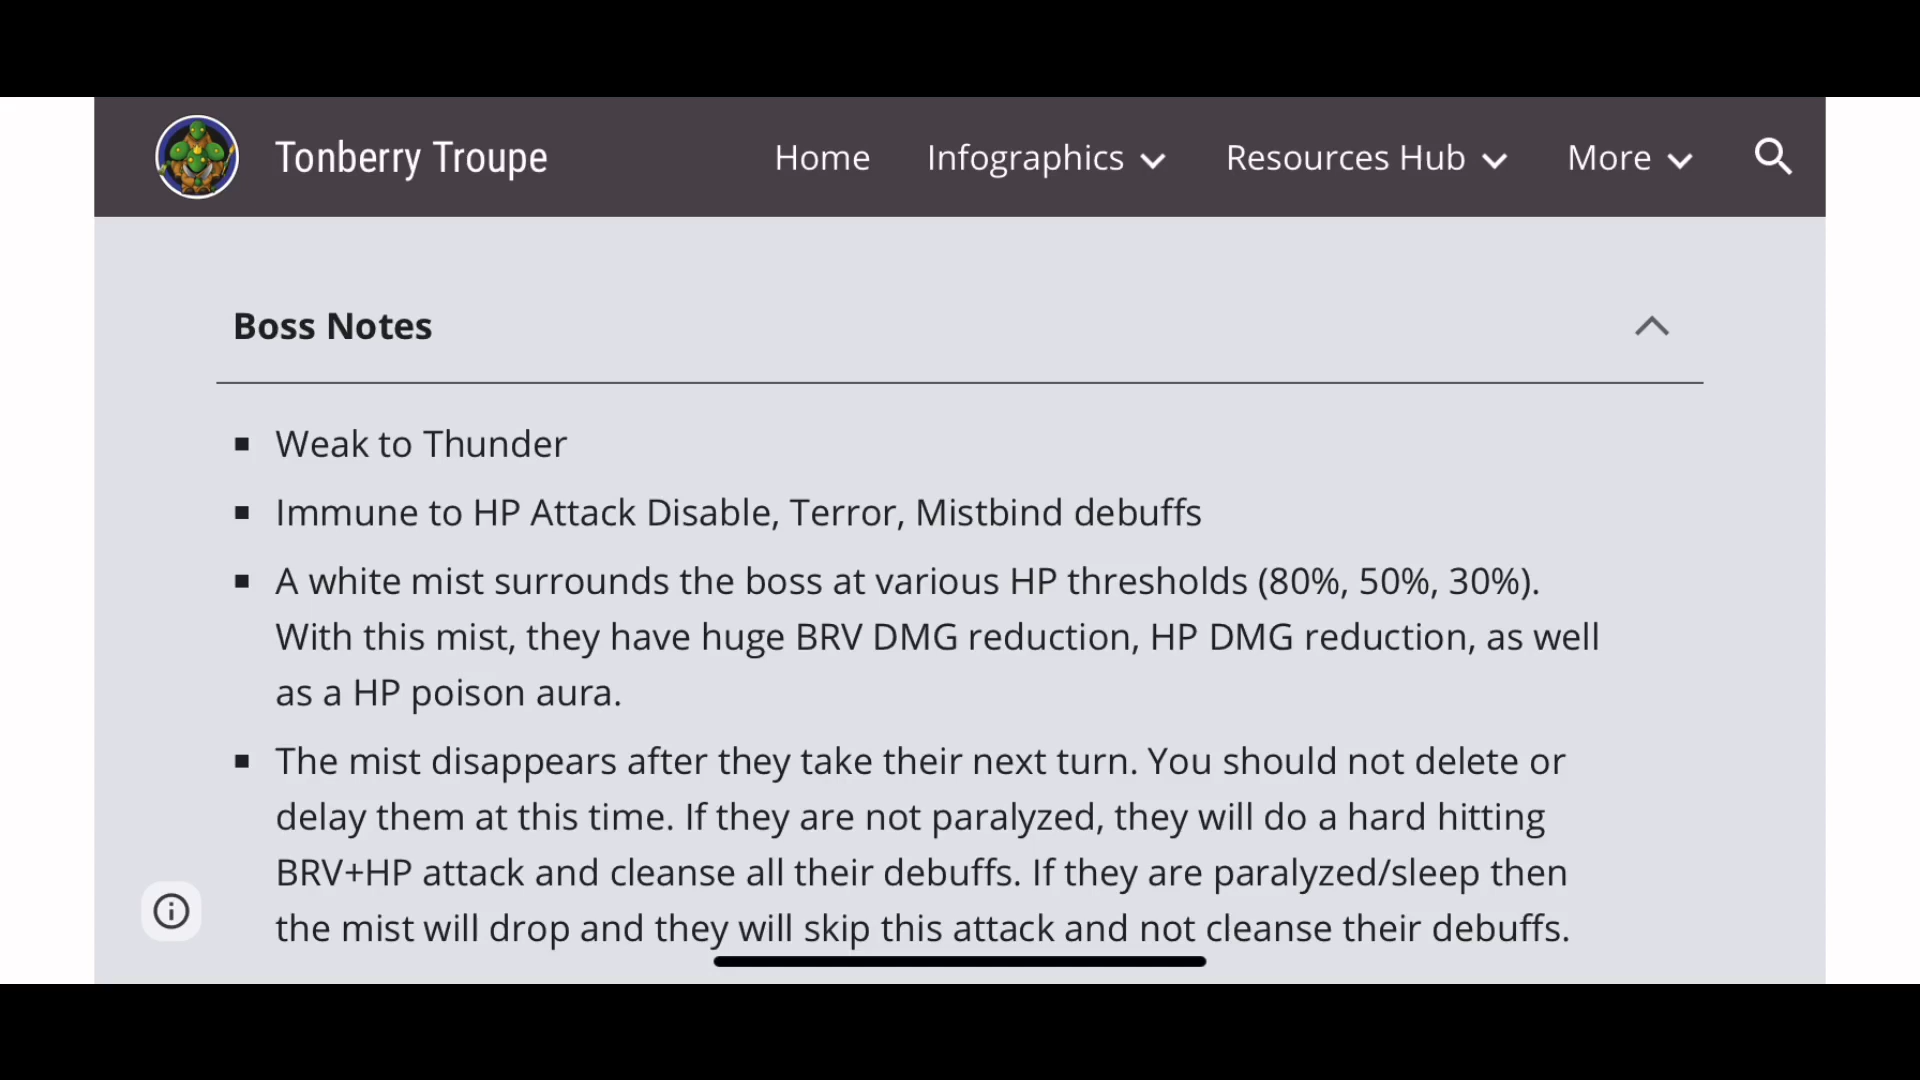 Tonberry Troupe
Home
Infographics
Resources Hub
More
Boss Notes
▪ Weak to Thunder
▪ Immune to HP Attack Disable, Terror, Mistbind debuffs
▪ A white mist surrounds the boss at various HP thresholds (80%, 50%, 30%).
With this mist, they have huge BRV DMG reduction, HP DMG reduction, as well
as a HP poison aura.
▪ The mist disappears after they take their next turn. You should not delete or
delay them at this time. If they are not paralyzed, they will do a hard hitting
BRV+HP attack and cleanse all their debuffs. If they are paralyzed/sleep then
the mist will drop and they will skip this attack and not cleanse their debuffs.